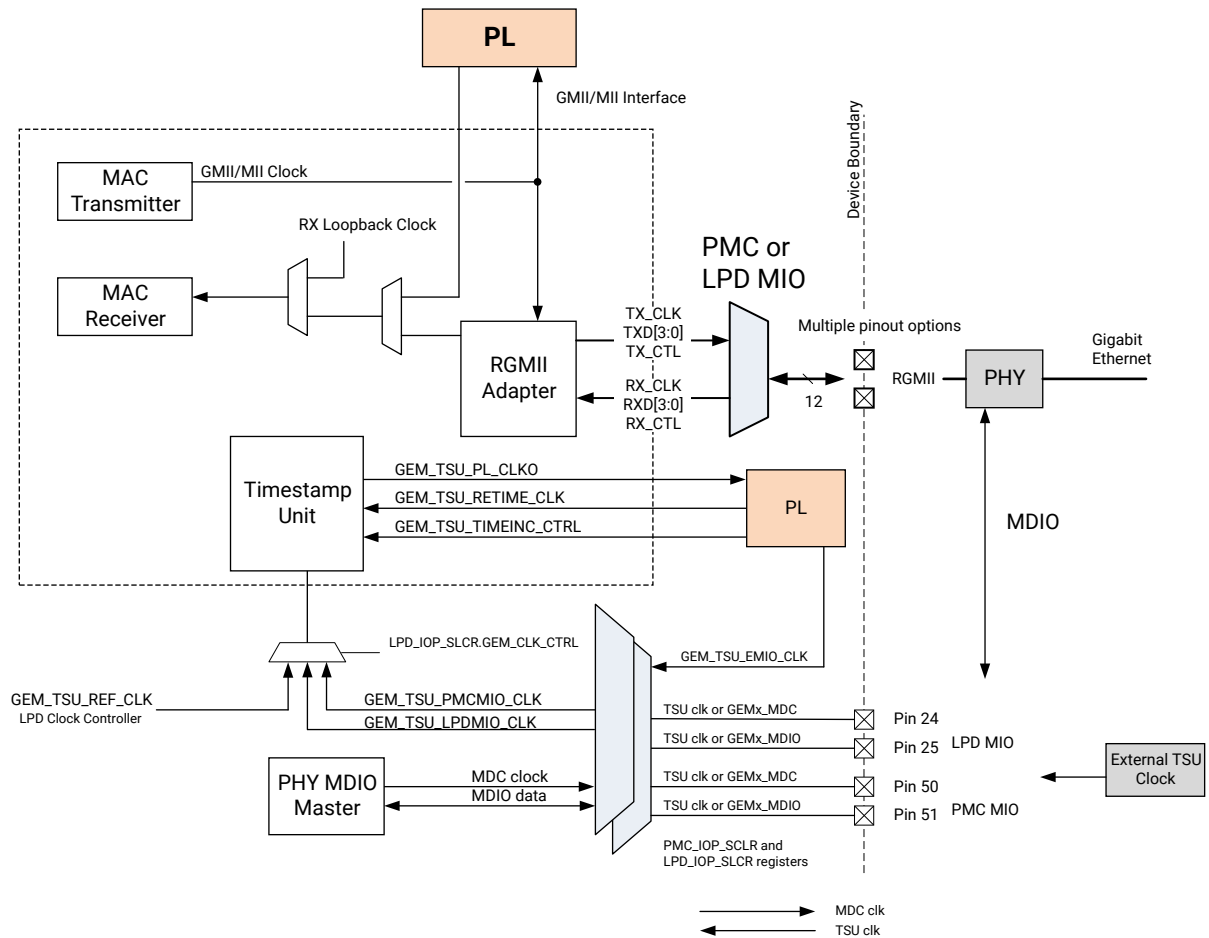 PL
GMII/MII Interface
Device Boundary
MAC
Transmitter
GMII/MII Clock
RX Loopback Clock
MAC
Receiver
PMC or
LPD MIO
RGMII
Adapter
TX_CLK
TXD[3:0]
TX_CTL
RX_CLK
RXD[3:0]
RX_CTL
12
Multiple pinout options
RGMII
PHY
Gigabit
Ethernet
Timestamp
Unit
GEM_TSU_PL_CLKO
GEM_TSU_RETIME_CLK
GEM_TSU_TIMEINC_CTRL
PL
MDIO
LPD_IOP_SLCR.GEM_CLK_CTRL
GEM_TSU_EMIO_CLK
GEM_TSU_REF_CLK
LPD Clock Controller
GEM_TSU_PMCMIO_CLK
GEM_TSU_LPDMIO_CLK
TSU clk or GEMx_MDC
Pin 24
TSU clk or GEMx_MDIO
Pin 25
LPD MIO
PHY MDIO
Master
MDC clock
MDIO data
TSU clk or GEMx_MDC
Pin 50
TSU clk or GEMx_MDIO
Pin 51
PMC MIO
External TSU
Clock
PMC_IOP_SCLR and
LPD_IOP_SLCR registers
MDC clk
TSU clk